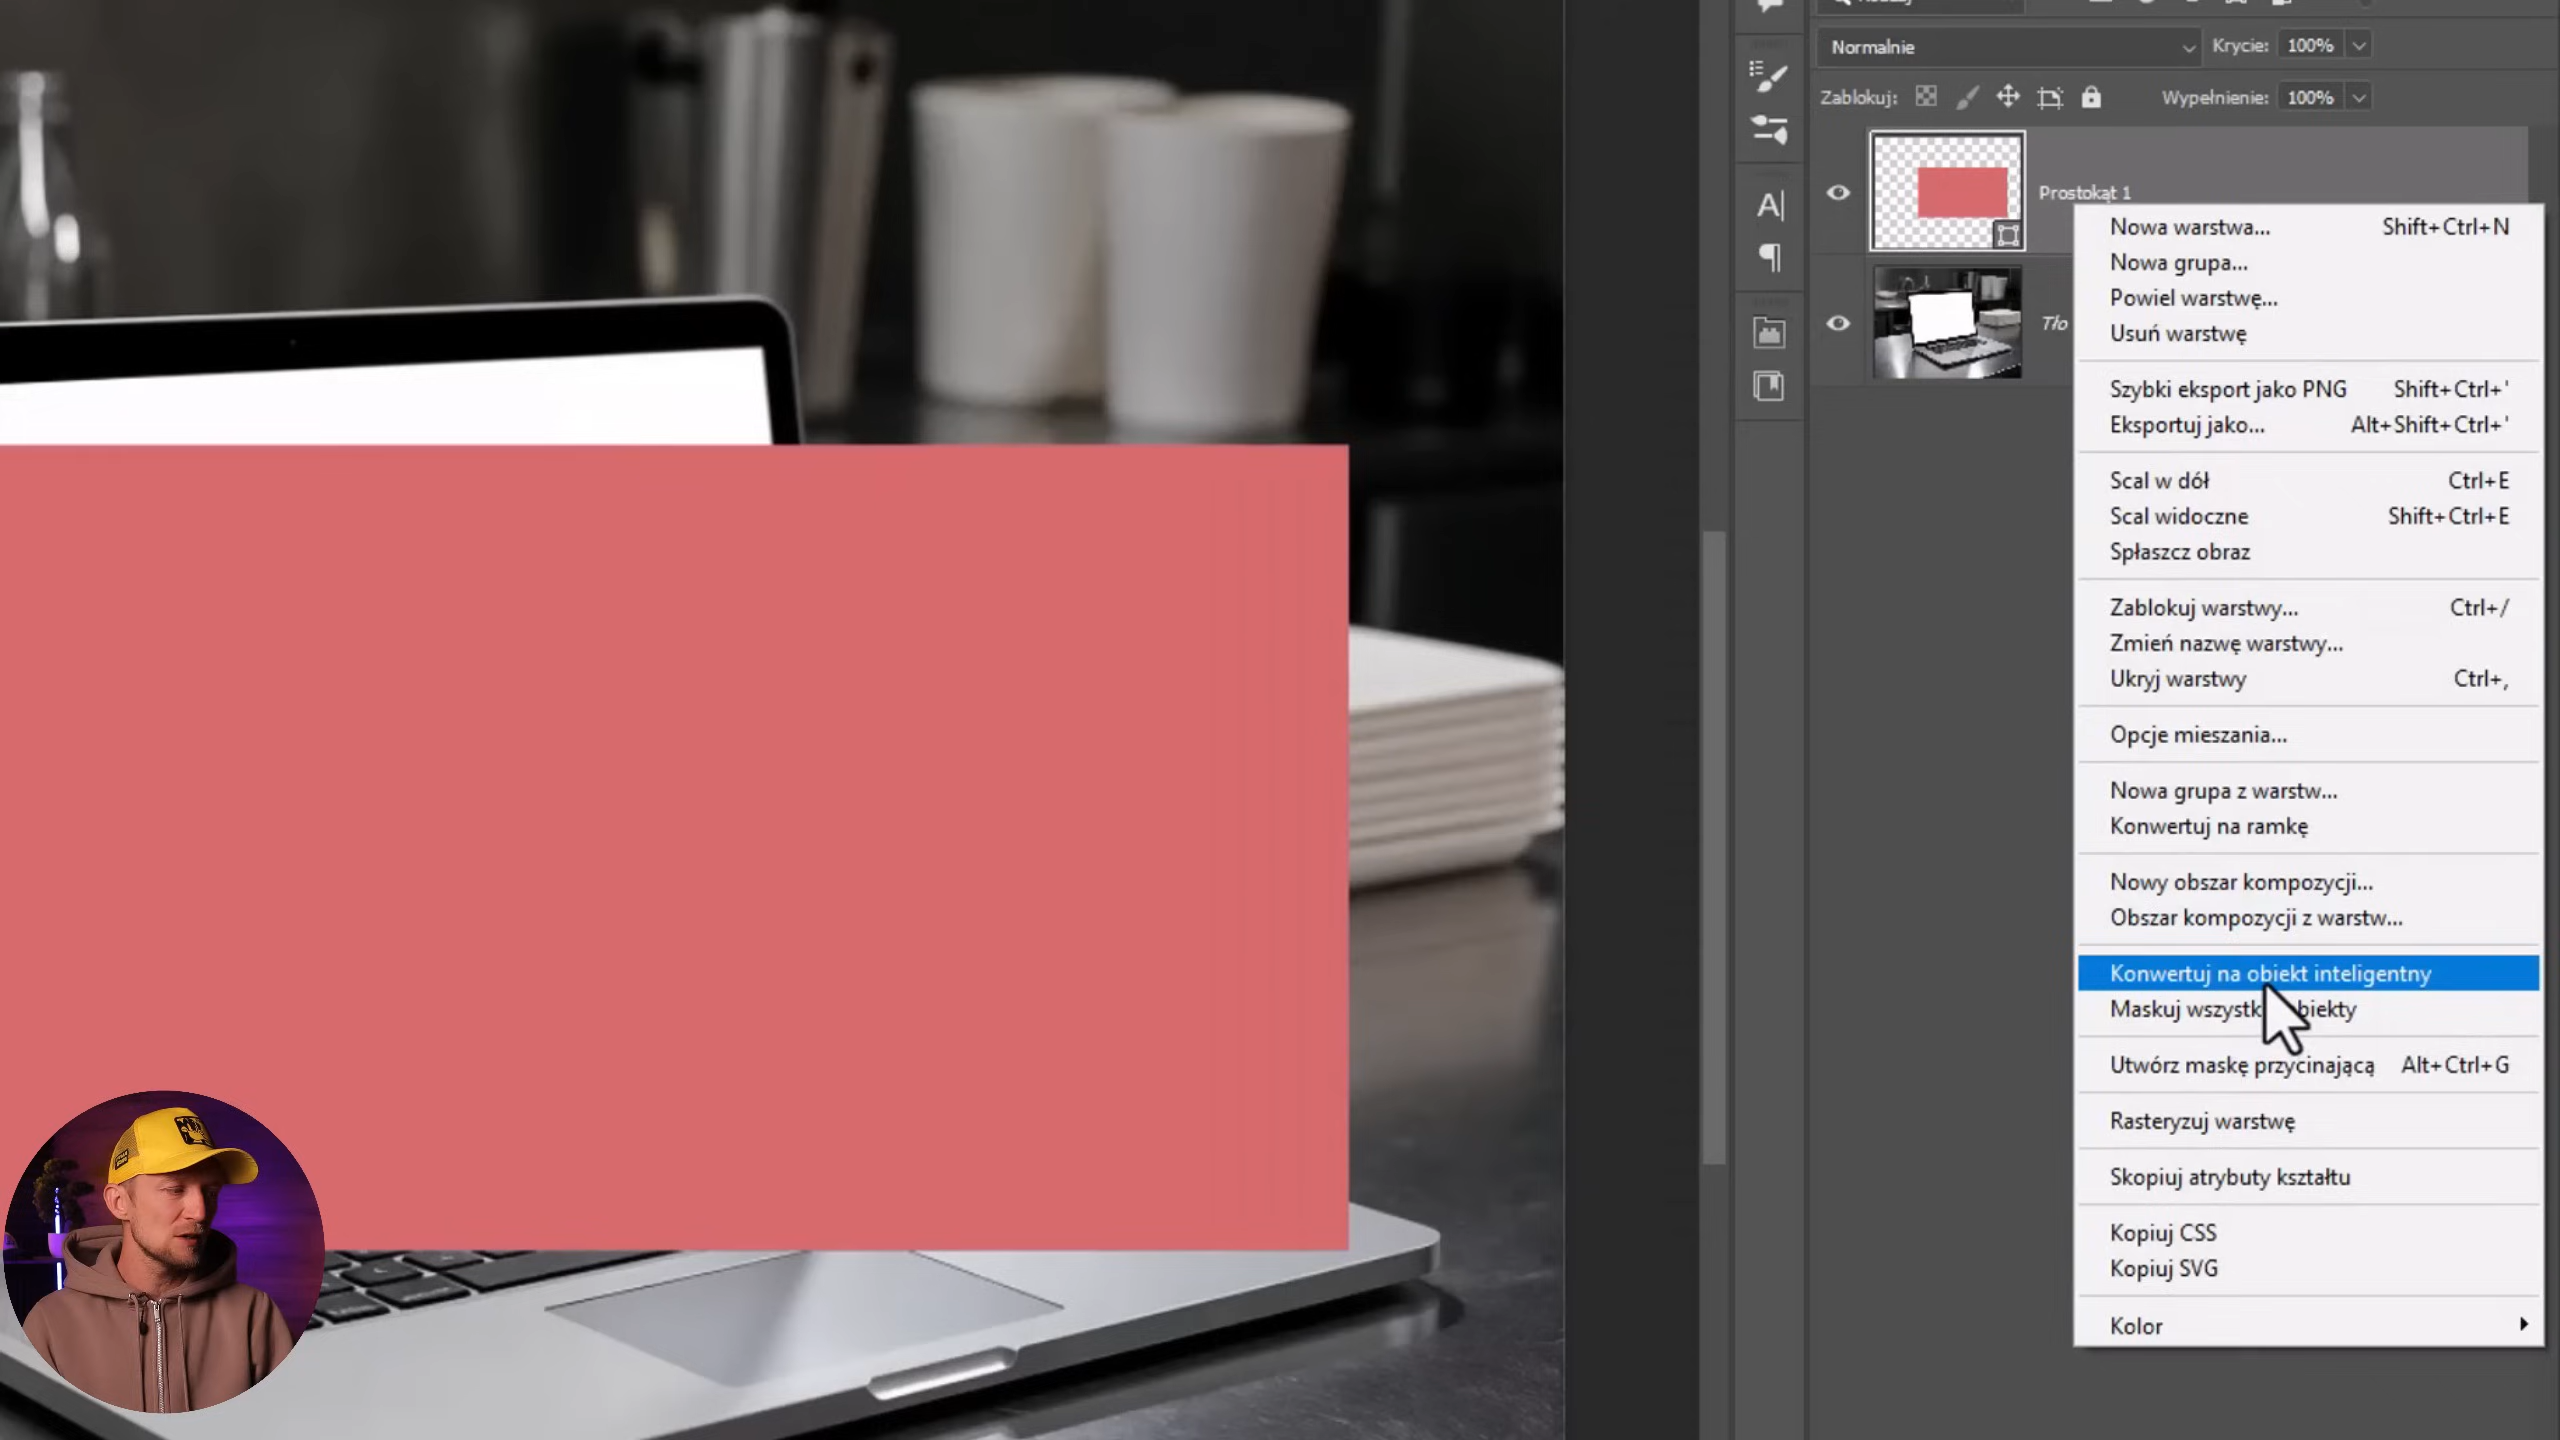 Normalnie
Krycie: 100%
Zablokuj:
Wypełnienie: 100%
Prostokąt 1
Tło
Nowa warstwa... Shift+Ctrl+N
Nowa grupa...
Powiel warstwę...
Usuń warstwę
Szybki eksport jako PNG Shift+Ctrl+'
Eksportuj jako... Alt+Shift+Ctrl+'
Scal w dół Ctrl+E
Scal widoczne Shift+Ctrl+E
Spłaszcz obraz
Zablokuj warstwy... Ctrl+/
Zmień nazwę warstwy...
Ukryj warstwy Ctrl+,
Opcje mieszania...
Nowa grupa z warstw...
Konwertuj na ramkę
Nowy obszar kompozycji...
Obszar kompozycji z warstw...
Konwertuj na obiekt inteligentny
Maskuj
Utwórz maskę przycinającą Alt+Ctrl+G
Rasteryzuj warstwę
Skopiuj atrybuty kształtu
Kopiuj CSS
Kopiuj SVG
Kolor